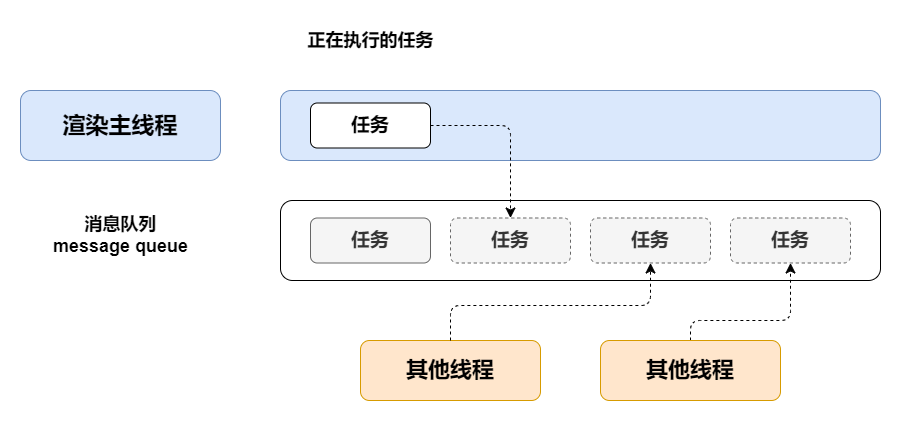 正在执行的任务
渲染主线程
任务
消息队列
message queue
任务
任务
任务
任务
其他线程
其他线程